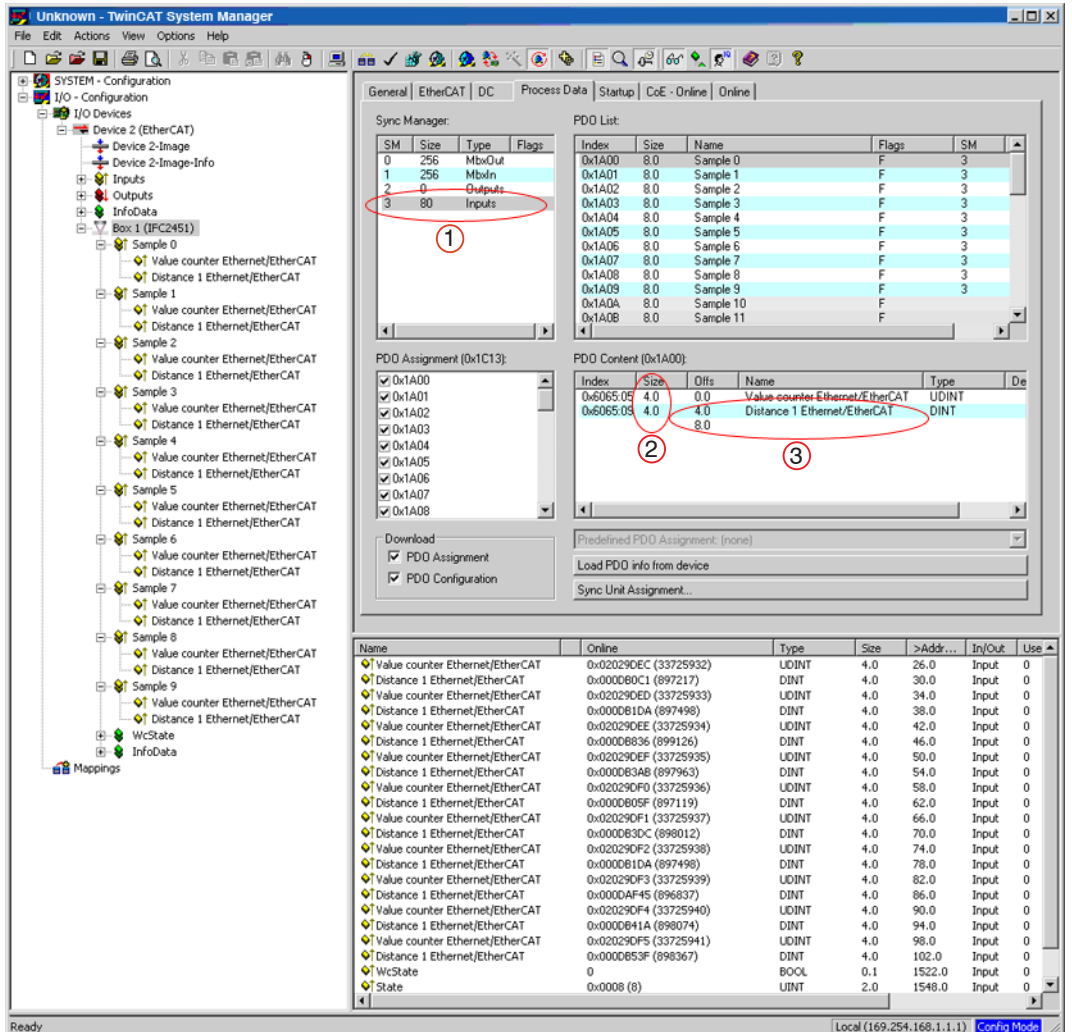 Unknown - TwinCAT System Manager
File Edit Actions View Options Help
SYSTEM - Configuration
I/O - Configuration
I/O Devices
Device 2 (EtherCAT)
Device 2-Image
Device 2-Image-Info
Inputs
Outputs
InfoData
Box 1 (IFC2451)
Sample 0
Value counter Ethernet/EtherCAT
Distance 1 Ethernet/EtherCAT
Sample 1
Value counter Ethernet/EtherCAT
Distance 1 Ethernet/EtherCAT
Sample 2
Value counter Ethernet/EtherCAT
Distance 1 Ethernet/EtherCAT
Sample 3
Value counter Ethernet/EtherCAT
Distance 1 Ethernet/EtherCAT
Sample 4
Value counter Ethernet/EtherCAT
Distance 1 Ethernet/EtherCAT
Sample 5
Value counter Ethernet/EtherCAT
Distance 1 Ethernet/EtherCAT
Sample 6
Value counter Ethernet/EtherCAT
Distance 1 Ethernet/EtherCAT
Sample 7
Value counter Ethernet/EtherCAT
Distance 1 Ethernet/EtherCAT
Sample 8
Value counter Ethernet/EtherCAT
Distance 1 Ethernet/EtherCAT
Sample 9
Value counter Ethernet/EtherCAT
Distance 1 Ethernet/EtherCAT
WcState
InfoData
Mappings
General EtherCAT DC Process Data Startup CoE - Online Online
Sync Manager:
SM Size Type Flags
0 256 MbxOut
1 256 MbxIn
2 0 Outputs
3 80 Inputs
1
PDO List:
Index Size Name Flags SM
0x1A00 8.0 Sample 0 F 3
0x1A01 8.0 Sample 1 F 3
0x1A02 8.0 Sample 2 F 3
0x1A03 8.0 Sample 3 F 3
0x1A04 8.0 Sample 4 F 3
0x1A05 8.0 Sample 5 F 3
0x1A06 8.0 Sample 6 F 3
0x1A07 8.0 Sample 7 F 3
0x1A08 8.0 Sample 8 F 3
0x1A09 8.0 Sample 9 F 3
0x1A0A 8.0 Sample 10 F
0x1A0B 8.0 Sample 11 F
PDO Assignment (0x1C13):
0x1A00
0x1A01
0x1A02
0x1A03
0x1A04
0x1A05
0x1A06
0x1A07
0x1A08
PDO Content (0x1A00):
Index Size Offs Name Type De
0x6065:05 4.0 0.0 Value counter Ethernet/EtherCAT UDINT
0x6065:09 4.0 4.0 Distance 1 Ethernet/EtherCAT DINT
8.0
2
3
Download
PDO Assignment
PDO Configuration
Predefined PDO Assignment: (none)
Load PDO info from device
Sync Unit Assignment...
Name Online Type Size >Addr... In/Out Use
Value counter Ethernet/EtherCAT 0x02029DEC (33725932) UDINT 4.0 26.0 Input 0
Distance 1 Ethernet/EtherCAT 0x000DB0C1 (897217) DINT 4.0 30.0 Input 0
Value counter Ethernet/EtherCAT 0x02029DED (33725933) UDINT 4.0 34.0 Input 0
Distance 1 Ethernet/EtherCAT 0x000DB1DA (897498) DINT 4.0 38.0 Input 0
Value counter Ethernet/EtherCAT 0x02029DEE (33725934) UDINT 4.0 42.0 Input 0
Distance 1 Ethernet/EtherCAT 0x000DB836 (899126) DINT 4.0 46.0 Input 0
Value counter Ethernet/EtherCAT 0x02029DEF (33725935) UDINT 4.0 50.0 Input 0
Distance 1 Ethernet/EtherCAT 0x000DB3AB (897963) DINT 4.0 54.0 Input 0
Value counter Ethernet/EtherCAT 0x02029DF0 (33725936) UDINT 4.0 58.0 Input 0
Distance 1 Ethernet/EtherCAT 0x000DB05F (897119) DINT 4.0 62.0 Input 0
Value counter Ethernet/EtherCAT 0x02029DF1 (33725937) UDINT 4.0 66.0 Input 0
Distance 1 Ethernet/EtherCAT 0x000DB3DC (898012) DINT 4.0 70.0 Input 0
Value counter Ethernet/EtherCAT 0x02029DF2 (33725938) UDINT 4.0 74.0 Input 0
Distance 1 Ethernet/EtherCAT 0x000DB1DA (897498) DINT 4.0 78.0 Input 0
Value counter Ethernet/EtherCAT 0x02029DF3 (33725939) UDINT 4.0 82.0 Input 0
Distance 1 Ethernet/EtherCAT 0x000DAF45 (896837) DINT 4.0 86.0 Input 0
Value counter Ethernet/EtherCAT 0x02029DF4 (33725940) UDINT 4.0 90.0 Input 0
Distance 1 Ethernet/EtherCAT 0x000DB41A (898074) DINT 4.0 94.0 Input 0
Value counter Ethernet/EtherCAT 0x02029DF5 (33725941) UDINT 4.0 98.0 Input 0
Distance 1 Ethernet/EtherCAT 0x000DB53F (898367) DINT 4.0 102.0 Input 0
WcState 0 BOOL 0.1 1522.0 Input 0
State 0x0008 (8) UINT 2.0 1548.0 Input 0
Ready
Local (169.254.168.1.1.1) Config Mode